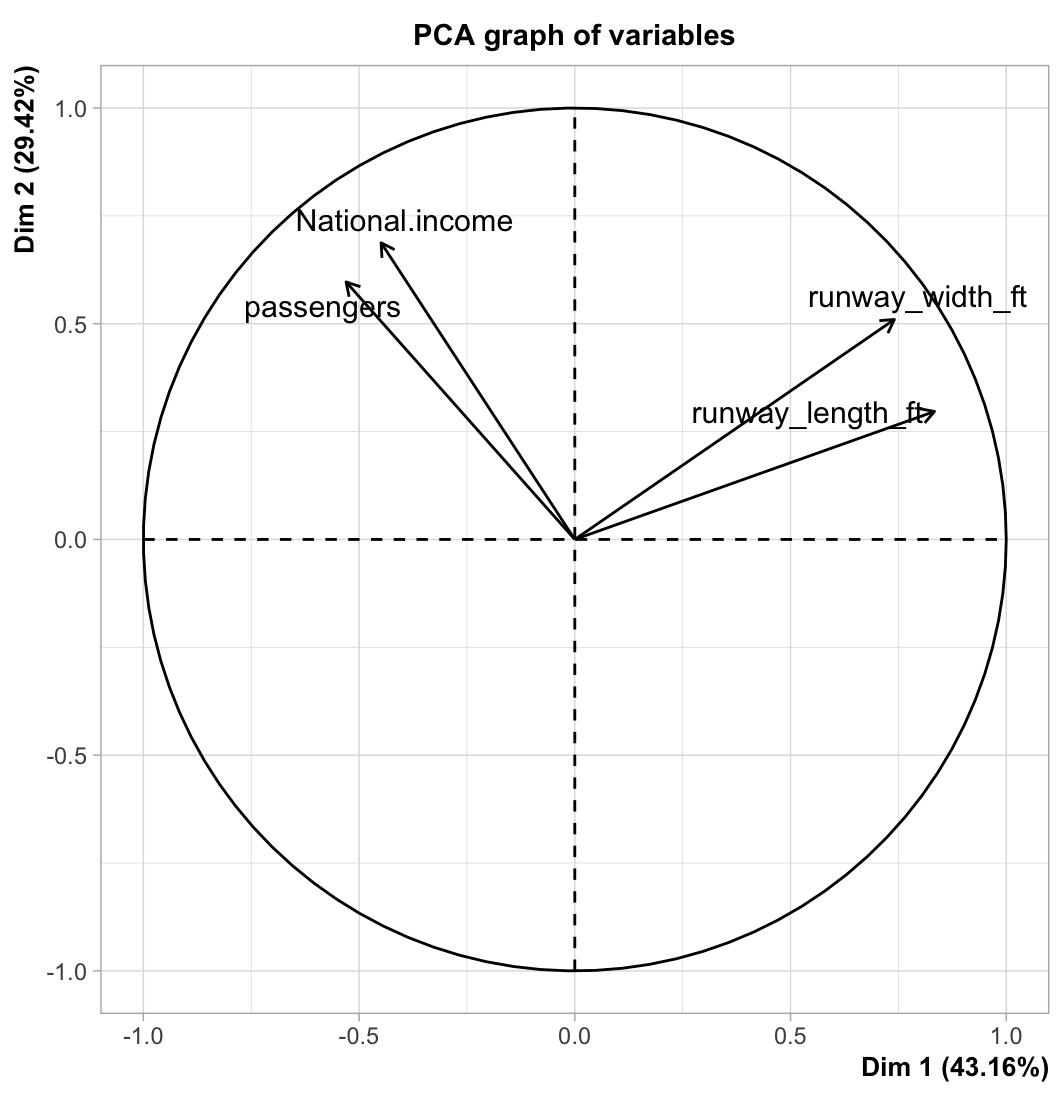 PCA graph of variables
Dim 2 (29.42%)
1.0
0.5
0.0
-0.5
-1.0
National.income
passengers
runway_width_ft
runway_length_ft
-1.0
-0.5
0.0
0.5
1.0
Dim 1 (43.16%)